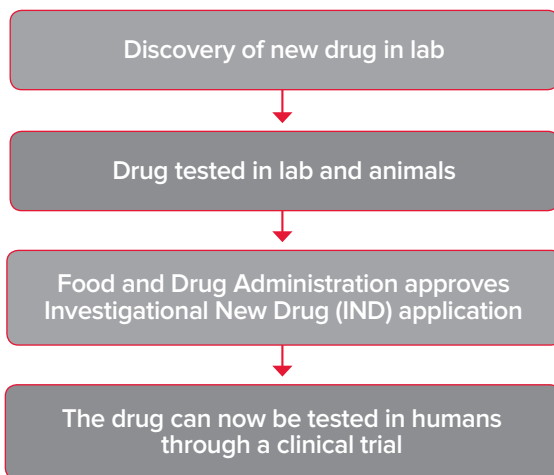 Discovery of new drug in lab
Drug tested in lab and animals
Food and Drug Administration approves
Investigational New Drug (IND) application
The drug can now be tested in humans
through a clinical trial